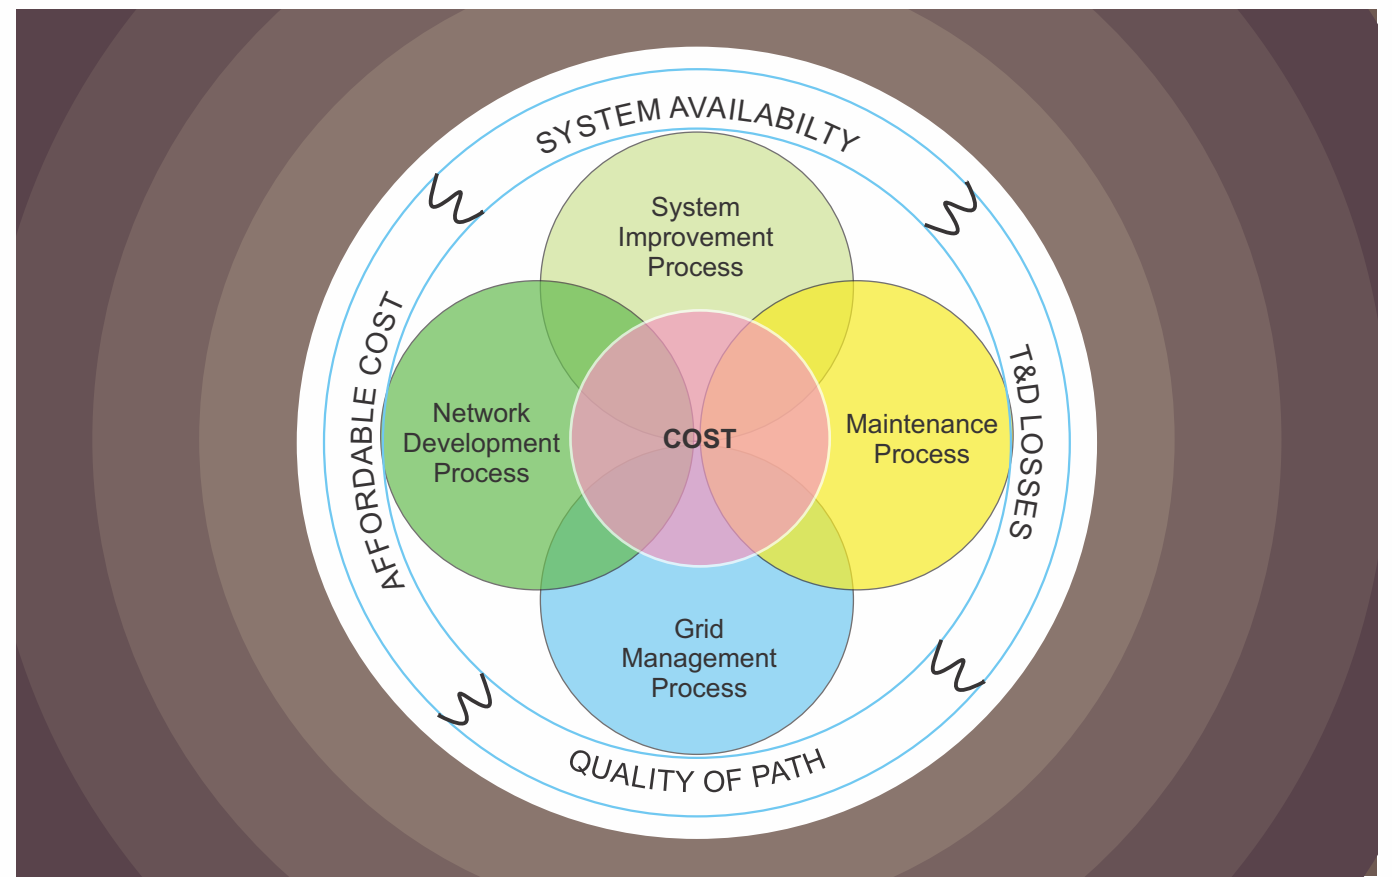 SYSTEM AVAILABILTY
System
Improvement
Process
AFFORDABLE COST
Network
Development
Process
COST
Maintenance
Process
T&D LOSSES
Grid
Management
Process
QUALITY OF PATH